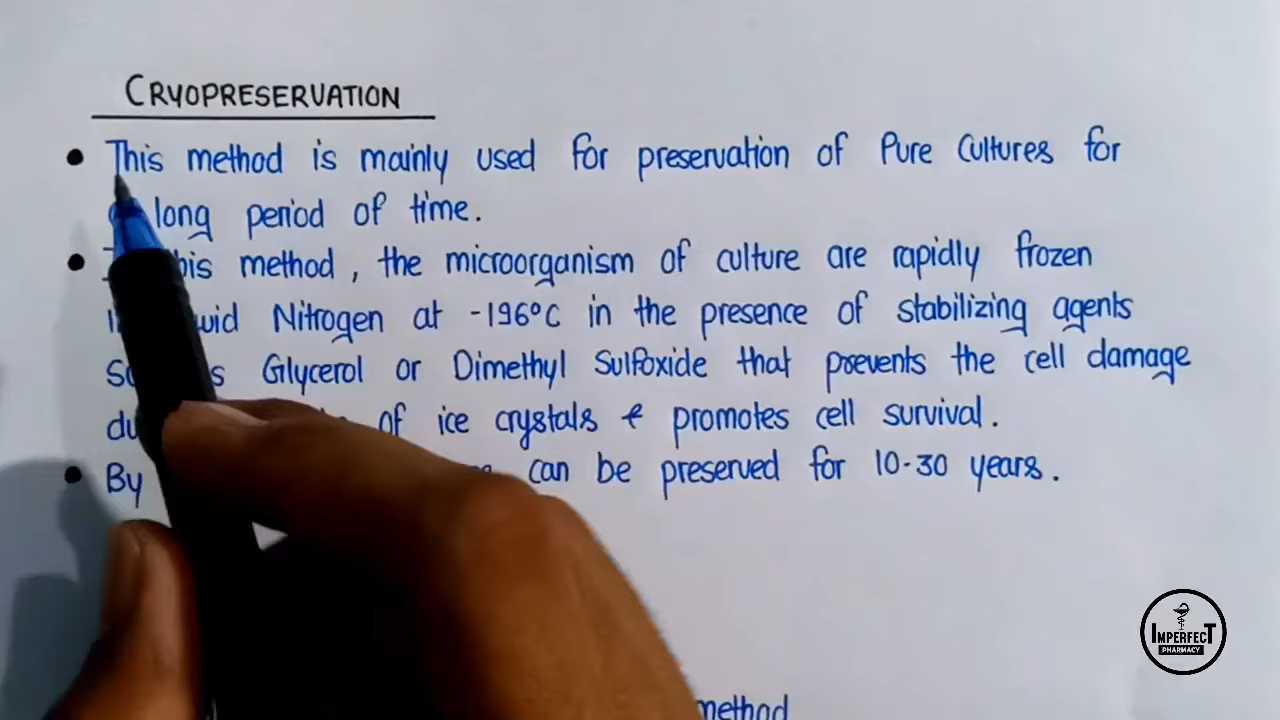 CRYOPRESERVATION
This method is mainly used for preservation of Pure Cultures for
long period of time.
method, the microorganism of culture are rapidly frozen
Nitrogen at -196°C in the presence of stabilizing agents
Glycerol or Dimethyl Sulfoxide that prevents the cell damage
of ice crystals & promotes cell survival.
By can be preserved for 10-30 years.
method
IMPERFECT
PHARMACY